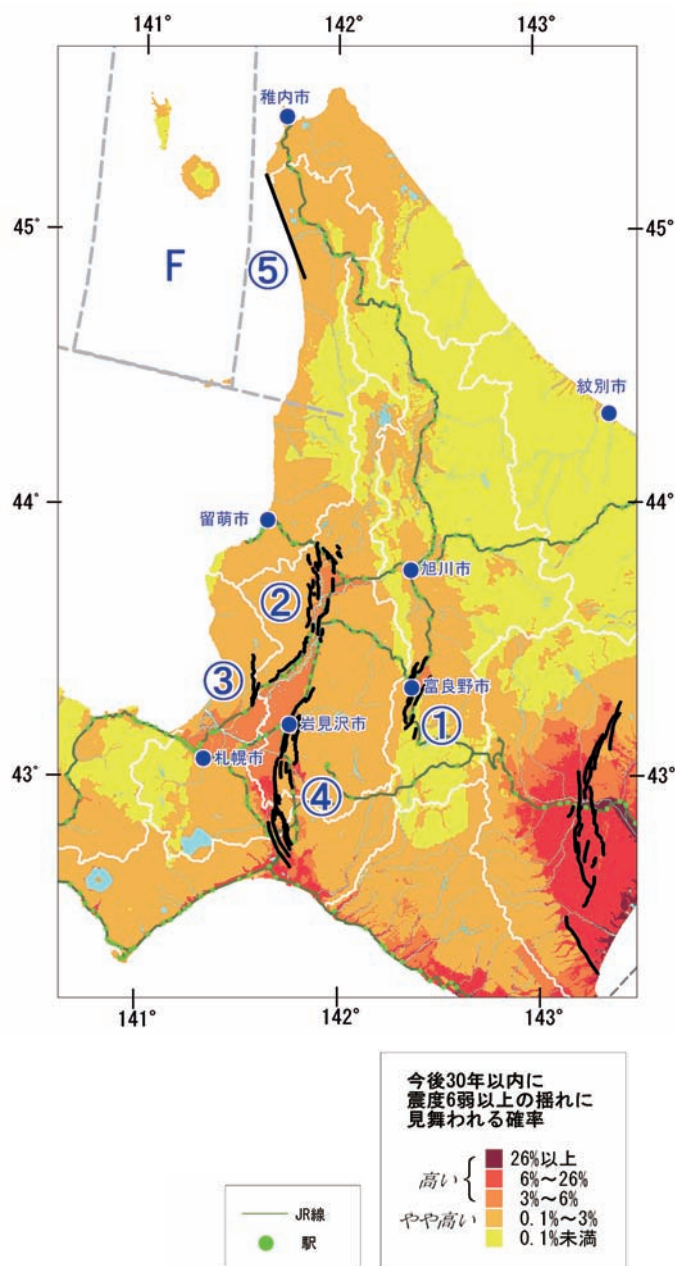 141°
142°
143°
稚内市
45°
45°
F
⑤
紋別市
44°
44°
留萌市
旭川市
②
③
富良野市
①
岩見沢市
札幌市
43°
43°
④
141°
142°
143°
今後30年以内に
震度6弱以上の揺れに
見舞われる確率
26%以上
高い
6%～26%
3%～6%
やや高い
0.1%～3%
0.1%未満
JR線
駅